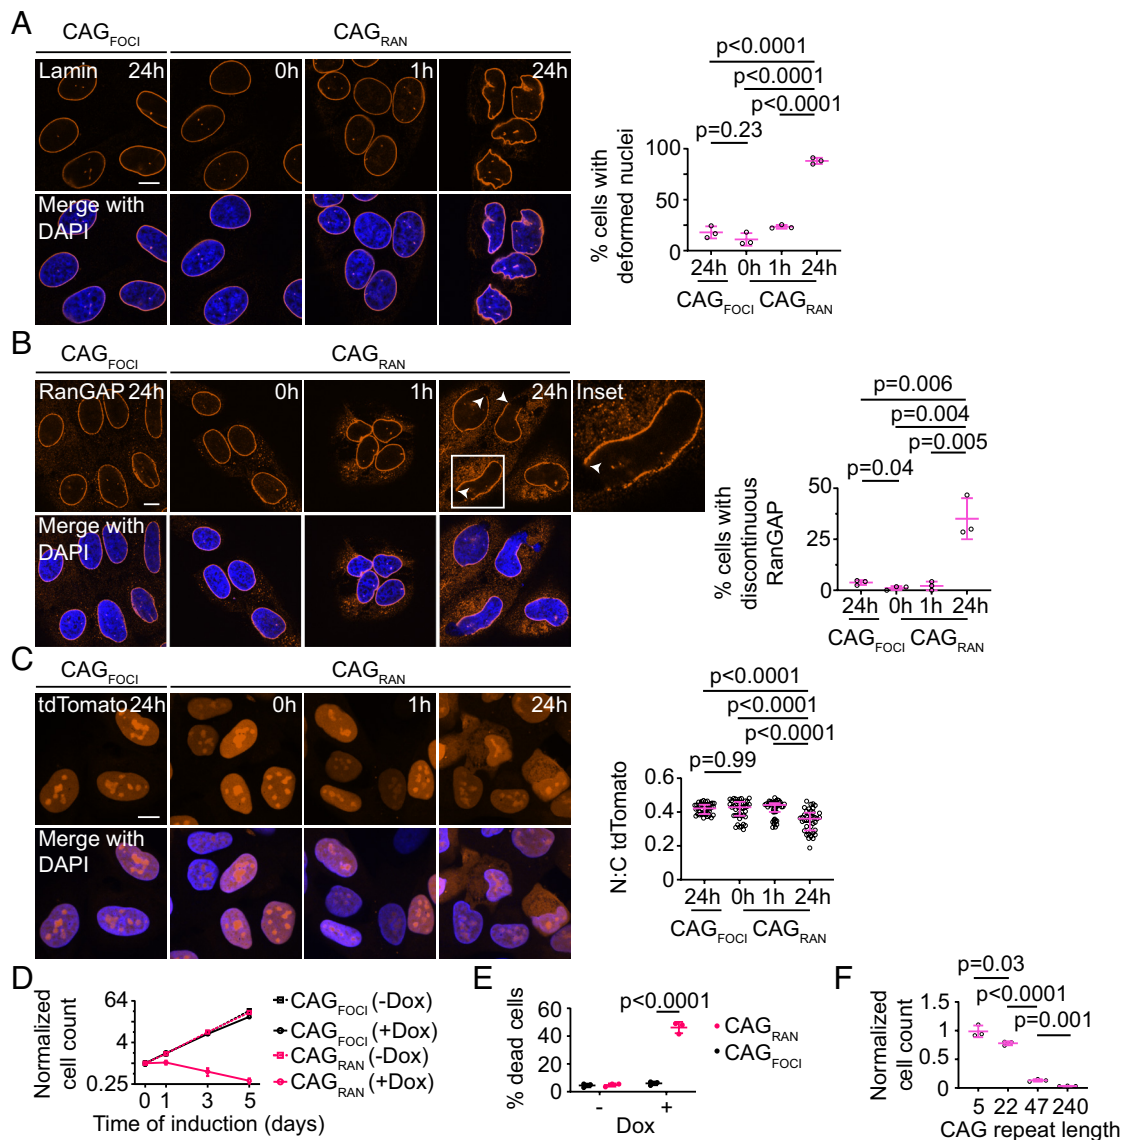 A
CAGFOCI
CAGRAN
Lamin 24h
0h
1h
24h
Merge with
DAPI
p<0.0001
p<0.0001
p<0.0001
p=0.23
% cells with
deformed nuclei
100
50
0
24h 0h 1h 24h
CAGFOCI CAGRAN
B
CAGFOCI
CAGRAN
RanGAP 24h
0h
1h
24h
Inset
Merge with
DAPI
p=0.006
p=0.004
p=0.005
p=0.04
% cells with
discontinuous
RanGAP
50
25
0
24h 0h 1h 24h
CAGFOCI CAGRAN
C
CAGFOCI
CAGRAN
tdTomato 24h
0h
1h
24h
Merge with
DAPI
p<0.0001
p<0.0001
p<0.0001
p=0.99
N:C tdTomato
0.6
0.4
0.2
0
24h 0h 1h 24h
CAGFOCI CAGRAN
D
Normalized
cell count
64
4
0.25
0 1 3 5
Time of induction (days)
CAGFOCI (-Dox)
CAGFOCI (+Dox)
CAGRAN (-Dox)
CAGRAN (+Dox)
E
% dead cells
60
40
20
0
p<0.0001
- +
Dox
CAGRAN
CAGFOCI
F
Normalized
cell count
p=0.03
p<0.0001
p=0.001
1.5
1
0.5
0
5 22 47 240
CAG repeat length